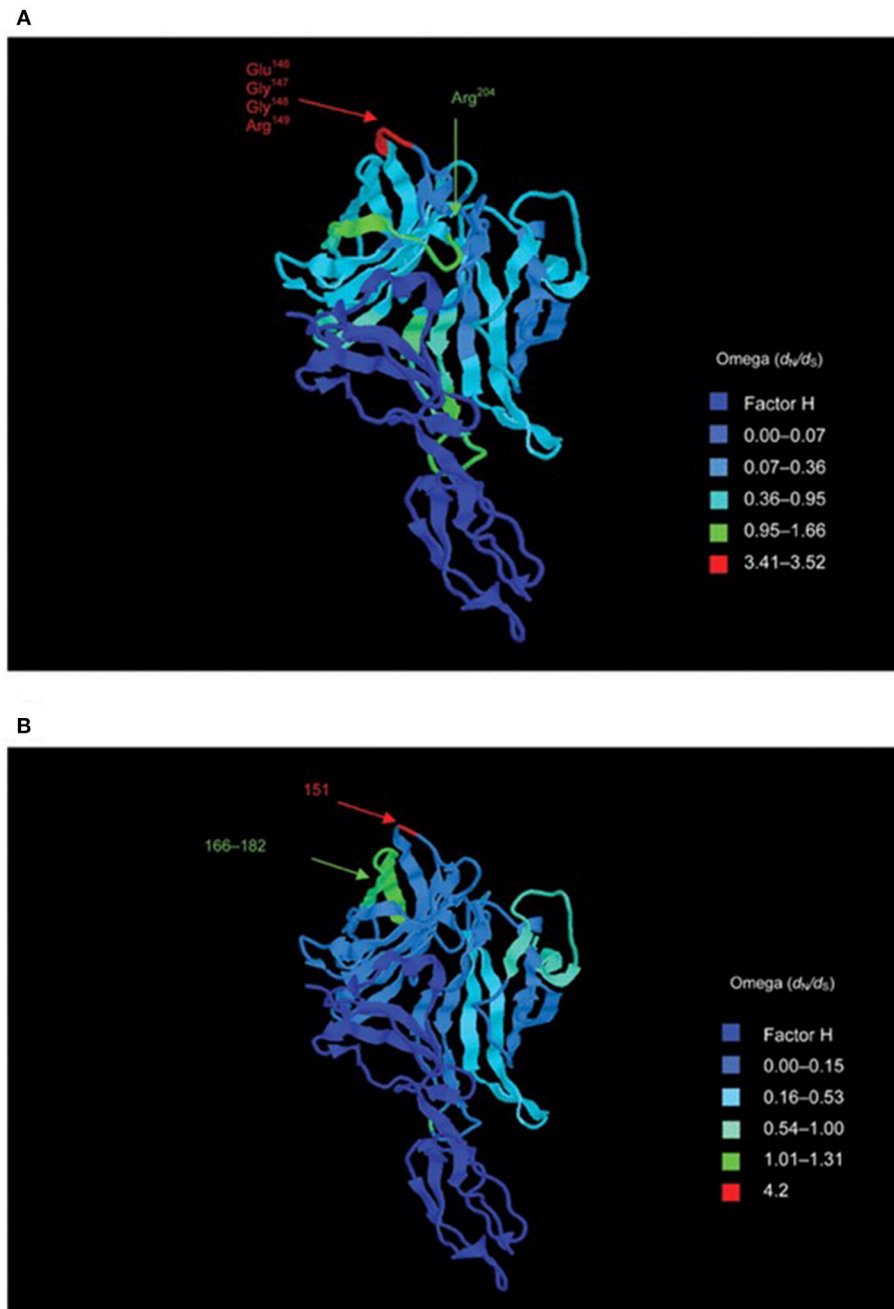 A
Glu146
Gly147
Gly148
Arg149
Arg204
Omega (dN/dS)
Factor H
0.00–0.07
0.07–0.36
0.36–0.95
0.95–1.66
3.41–3.52
B
151
166–182
Omega (dN/dS)
Factor H
0.00–0.15
0.16–0.53
0.54–1.00
1.01–1.31
4.2